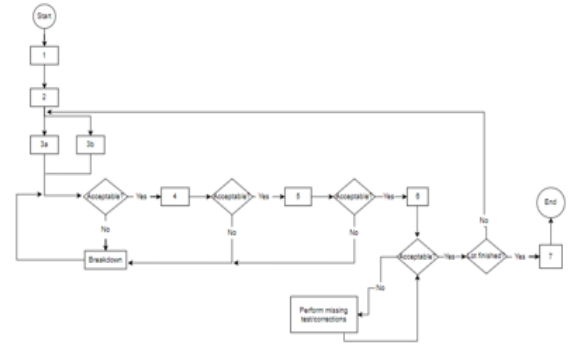 Start
1
2
3a
3b
Acceptable?
Yes
4
Acceptable?
Yes
5
Acceptable?
Yes
6
No
No
No
Breakdown
Acceptable?
Yes
Lot finished?
Yes
7
No
End
No
Perform missing
test/corrections